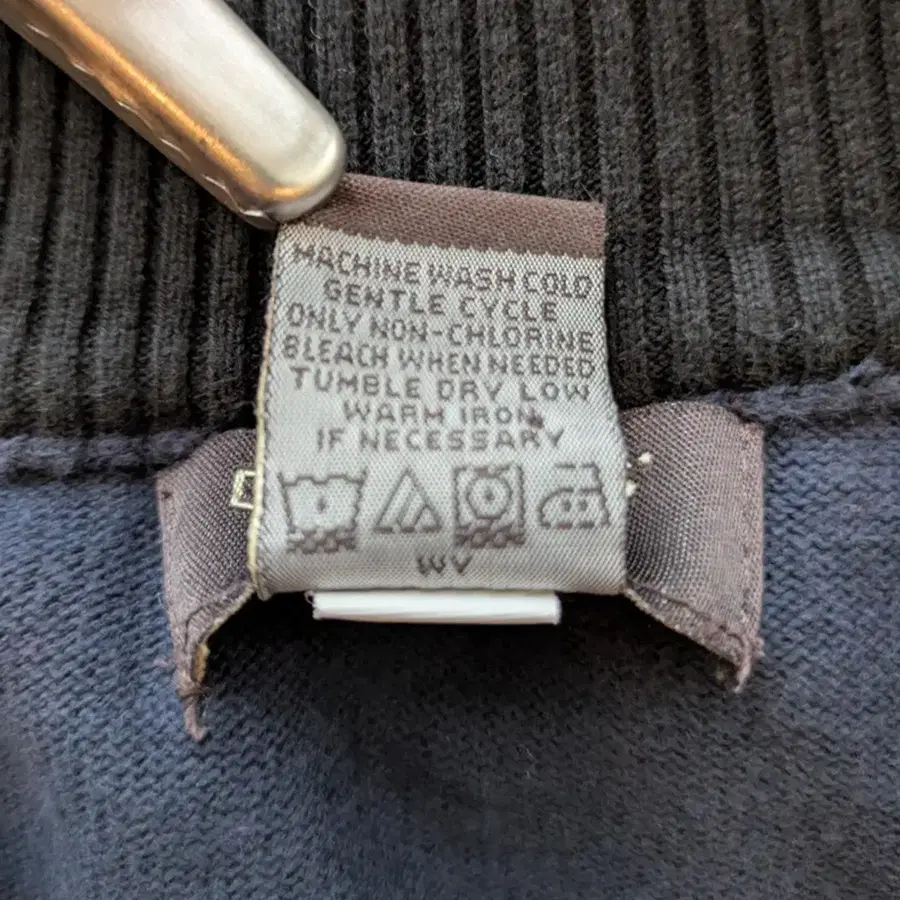 MACHINE WASH COLD
GENTLE CYCLE
ONLY NON-CHLORINE
BLEACH WHEN NEEDED
TUMBLE DRY LOW
WARM IRON
IF NECESSARY
WV